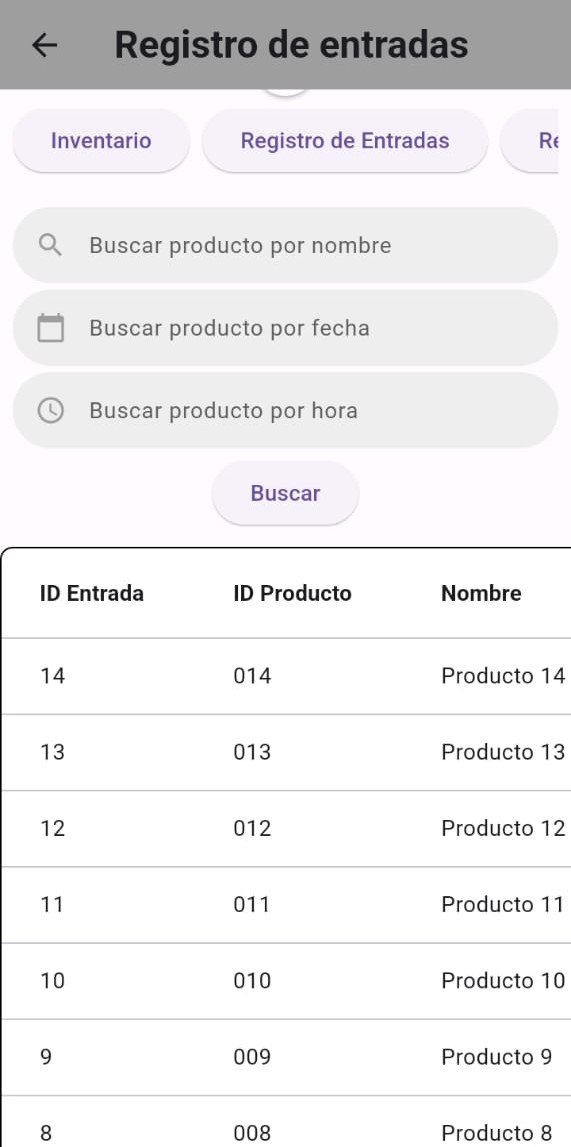 Registro de entradas
Inventario Registro de Entradas Re
Buscar producto por nombre
Buscar producto por fecha
Buscar producto por hora
Buscar
ID Entrada ID Producto Nombre
14 014 Producto 14
13 013 Producto 13
12 012 Producto 12
11 011 Producto 11
10 010 Producto 10
9 009 Producto 9
8 008 Producto 8